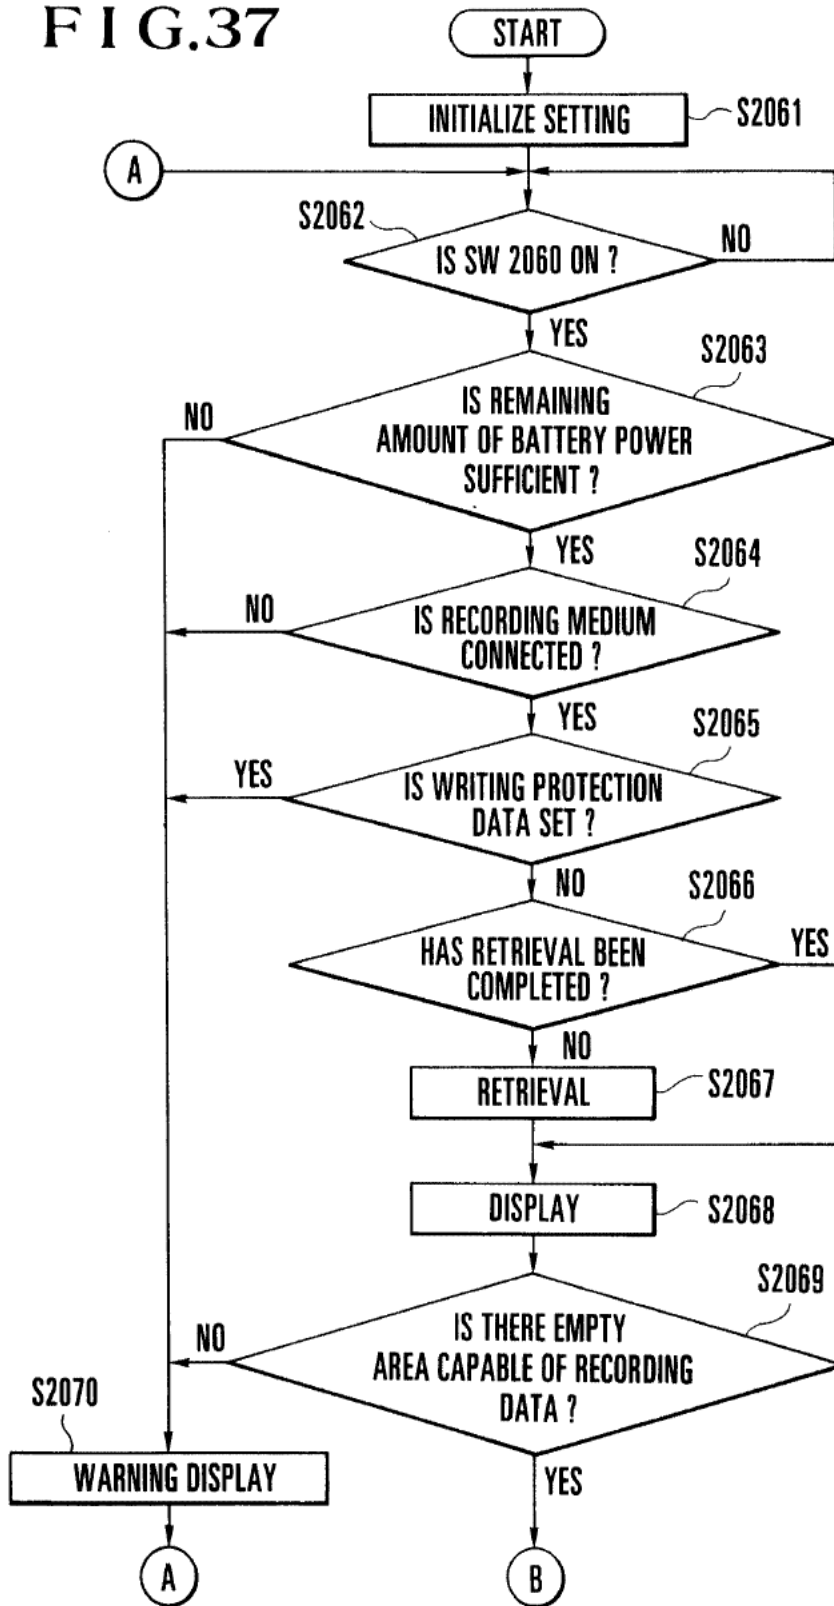 FIG.37
START
INITIALIZE SETTING
S2061
A
S2062
IS SW 2060 ON ?
NO
YES
S2063
IS REMAINING
AMOUNT OF BATTERY POWER
SUFFICIENT ?
NO
YES
S2064
IS RECORDING MEDIUM
CONNECTED ?
NO
YES
S2065
IS WRITING PROTECTION
DATA SET ?
YES
NO
S2066
HAS RETRIEVAL BEEN
COMPLETED ?
YES
NO
RETRIEVAL
S2067
DISPLAY
S2068
S2069
IS THERE EMPTY
AREA CAPABLE OF RECORDING
DATA ?
NO
YES
S2070
WARNING DISPLAY
A
B